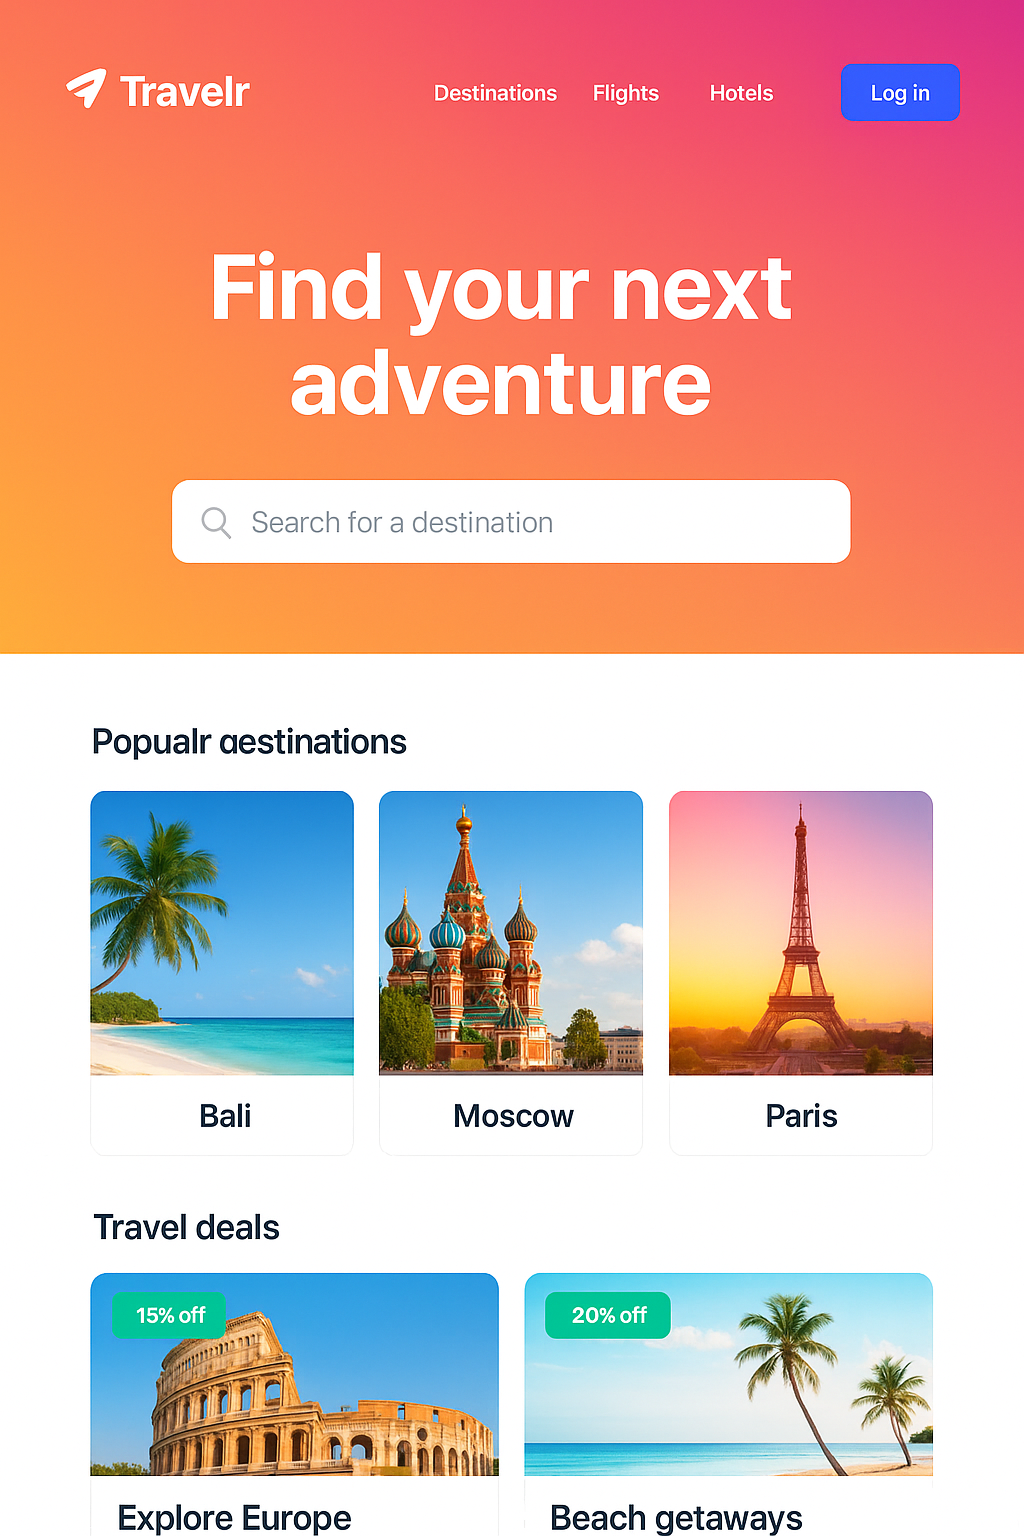 Travelr
Destinations Flights Hotels Log in
Find your next
adventure
Search for a destination
Popualr aestinations
Bali Moscow Paris
Travel deals
15% off 20% off
Explore Europe Beach getaways